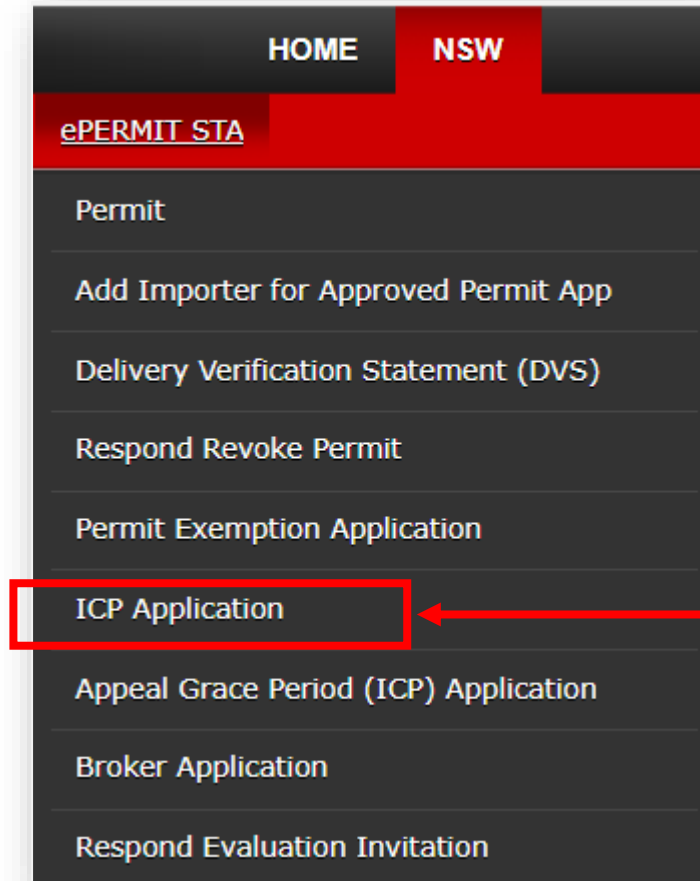 HOME NSW
ePERMIT STA
Permit
Add Importer for Approved Permit App
Delivery Verification Statement (DVS)
Respond Revoke Permit
Permit Exemption Application
ICP Application
Appeal Grace Period (ICP) Application
Broker Application
Respond Evaluation Invitation